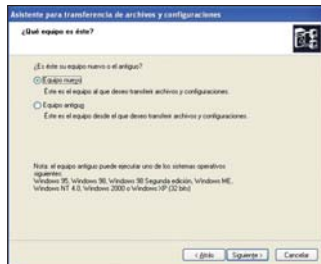 Asistente para transferencia de archivos y configuraciones
¿Qué equipo es éste?
¿Es éste su equipo nuevo o el antiguo?
Equipo nuevo
Éste es el equipo al que deseo transferir archivos y configuraciones.
Equipo antiguo
Éste es el equipo desde el que deseo transferir archivos y configuraciones.
Nota: el equipo antiguo puede ejecutar uno de los sistemas operativos
siguientes:
Windows 95, Windows 98, Windows 98 Segunda edición, Windows ME,
Windows NT 4.0, Windows 2000 o Windows XP (32 bits)
< Atrás
Siguiente >
Cancelar